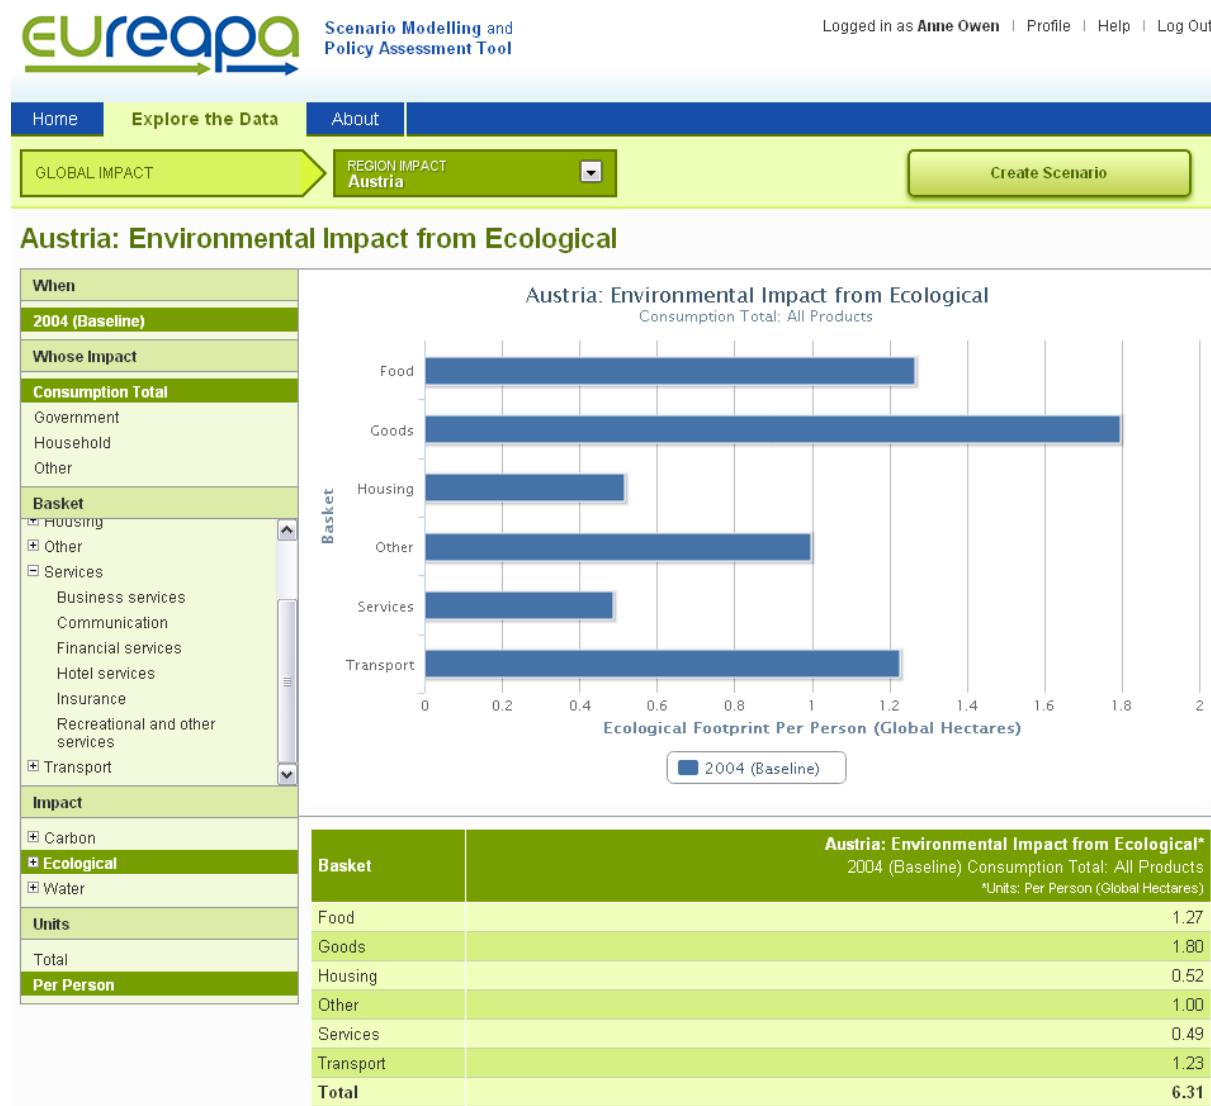 eureapa
Scenario Modelling and
Policy Assessment Tool
Logged in as Anne Owen | Profile | Help | Log Out
Home
Explore the Data
About
GLOBAL IMPACT
REGION IMPACT
Austria
Create Scenario
Austria: Environmental Impact from Ecological
When
2004 (Baseline)
Whose Impact
Consumption Total
Government
Household
Other
Basket
Housing
Other
Services
Business services
Communication
Financial services
Hotel services
Insurance
Recreational and other
services
Transport
Impact
Carbon
Ecological
Water
Units
Total
Per Person
Austria: Environmental Impact from Ecological
Consumption Total: All Products
Basket
Food
Goods
Housing
Other
Services
Transport
0 0.2 0.4 0.6 0.8 1 1.2 1.4 1.6 1.8 2
Ecological Footprint Per Person (Global Hectares)
2004 (Baseline)
Basket
Austria: Environmental Impact from Ecological*
2004 (Baseline) Consumption Total: All Products
*Units: Per Person (Global Hectares)
Food 1.27
Goods 1.80
Housing 0.52
Other 1.00
Services 0.49
Transport 1.23
Total 6.31